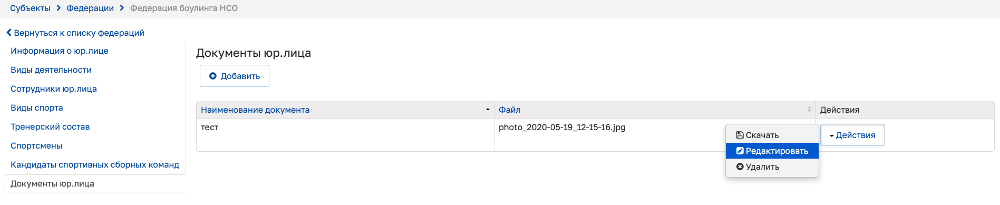 Субъекты Федерации Федерация боулинга НСО
Вернуться к списку федераций
Информация о юр.лице
Виды деятельности
Сотрудники юр.лица
Виды спорта
Тренерский состав
Спортсмены
Кандидаты спортивных сборных команд
Документы юр.лица
Документы юр.лица
Добавить
Наименование документа Файл Действия
тест photo_2020-05-19_12-15-16.jpg Действия
Скачать
Редактировать
Удалить